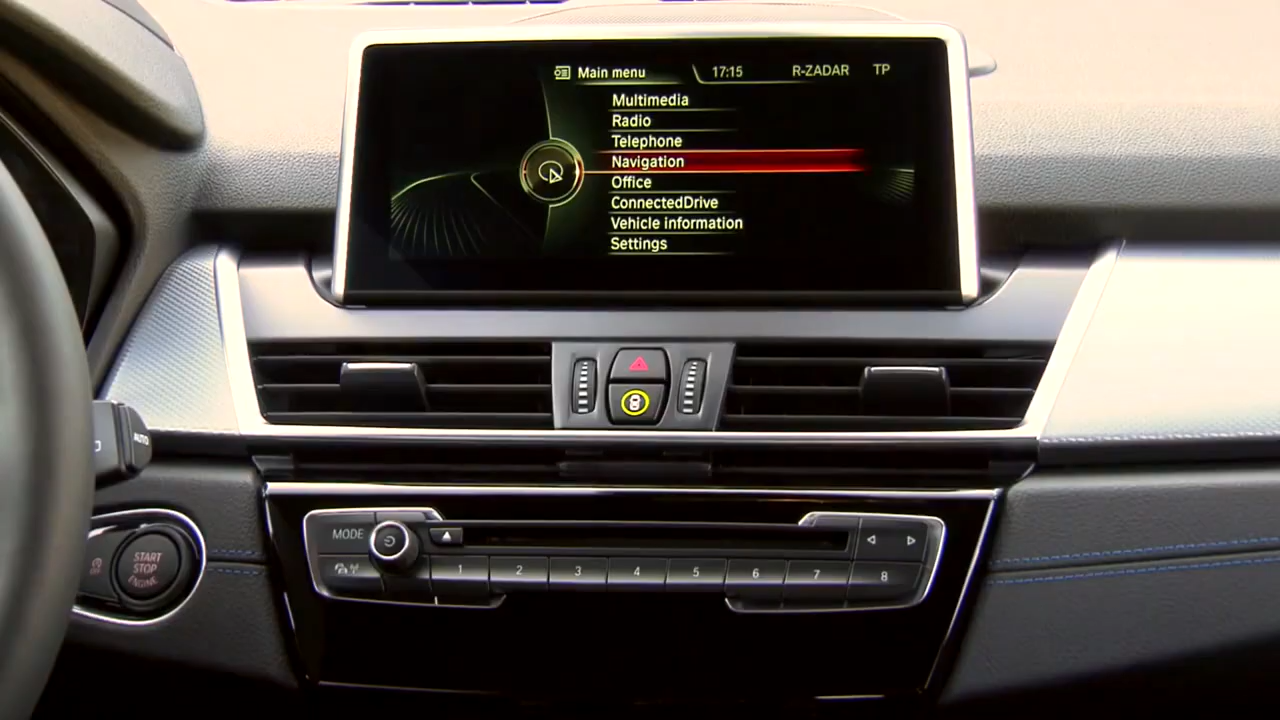 Main menu 17:15 R-ZADAR TP
Multimedia
Radio
Telephone
Navigation
Office
ConnectedDrive
Vehicle information
Settings
AUTO
MODE
START
STOP
ENGINE
OFF
1 2 3 4 5 6 7 8